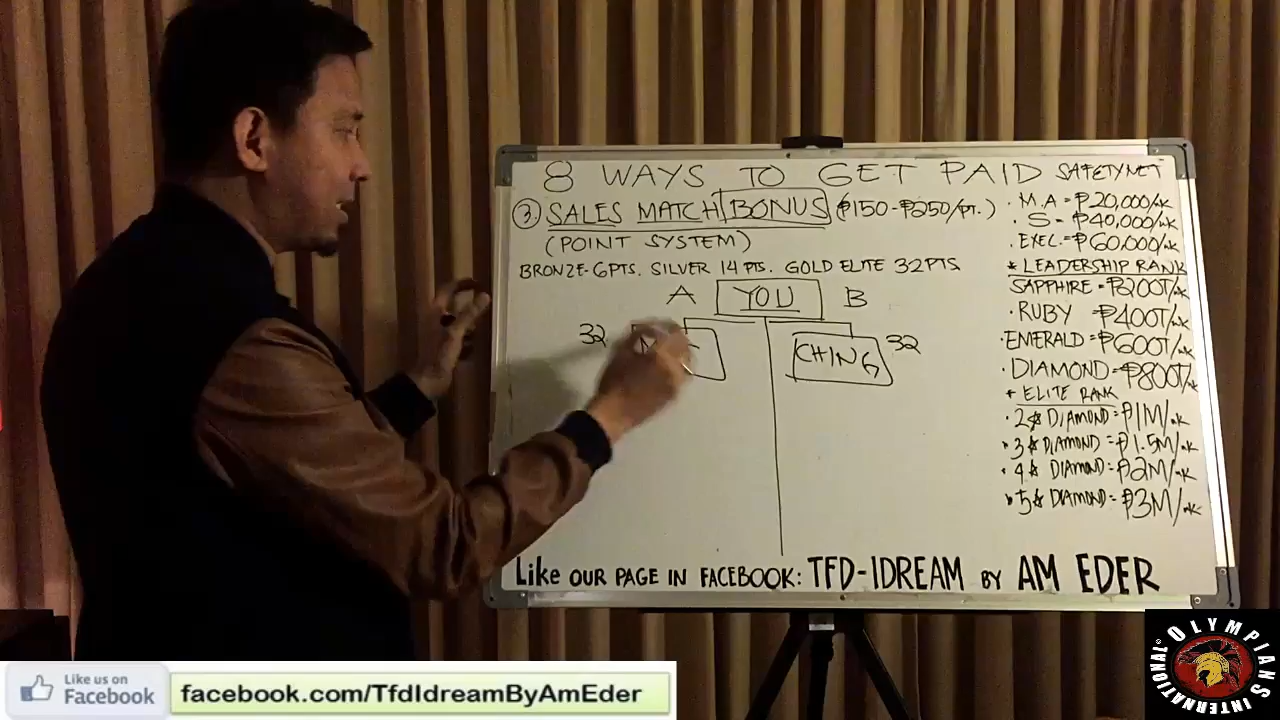 8 WAYS TO GET PAID
③ SALES MATCH BONUS (₱150-₱250/PT.)
(POINT SYSTEM)
BRONZE-6PTS. SILVER 14 PTS. GOLD ELITE 32 PTS.
A YOU B
32
CHING 32
SAFETYNET
· M.A = ₱20,000/wk
· S = ₱40,000/wk
· EXEL. = ₱60,000/wk
* LEADERSHIP RANK
SAPPHIRE = ₱200T/wk
· RUBY = ₱400T/wk
· EMERALD = ₱600T/wk
· DIAMOND = ₱800T/wk
* ELITE RANK
· 2☆ DIAMOND = ₱1M/wk
· 3☆ DIAMOND = ₱1.5M/wk
· 4☆ DIAMOND = ₱2M/wk
· 5☆ DIAMOND = ₱3M/wk
Like OUR PAGE IN FACEBOOK: TFD-IDREAM BY AM EDER
Like us on
Facebook
facebook.com/TfdIdreamByAmEder
OLYMPIANS INTERNATIONAL